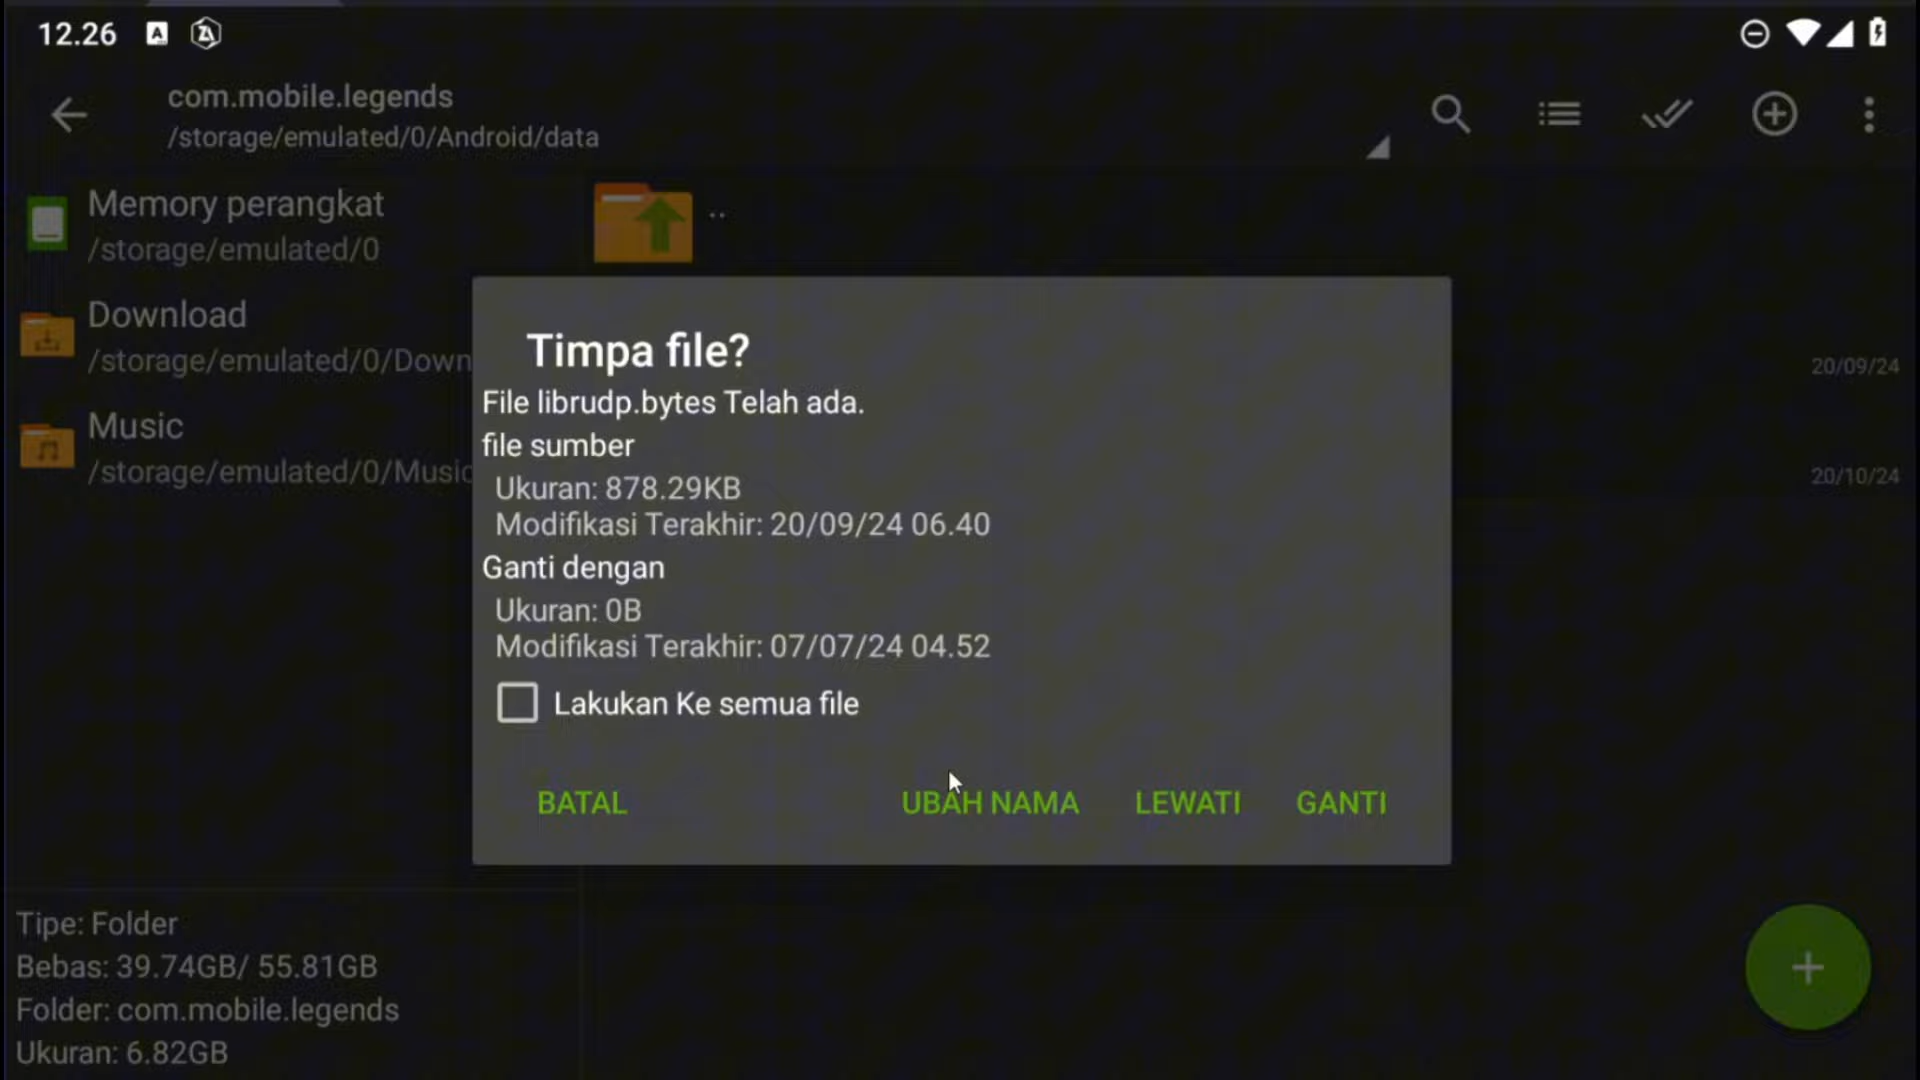 12.26
com.mobile.legends
/storage/emulated/0/Android/data
Memory perangkat
/storage/emulated/0
Download
/storage/emulated/0/Down
Music
/storage/emulated/0/Music
..
20/09/24
20/10/24
Timpa file?
File librudp.bytes Telah ada.
file sumber
Ukuran: 878.29KB
Modifikasi Terakhir: 20/09/24 06.40
Ganti dengan
Ukuran: 0B
Modifikasi Terakhir: 07/07/24 04.52
Lakukan Ke semua file
BATAL
UBAH NAMA
LEWATI
GANTI
Tipe: Folder
Bebas: 39.74GB/ 55.81GB
Folder: com.mobile.legends
Ukuran: 6.82GB